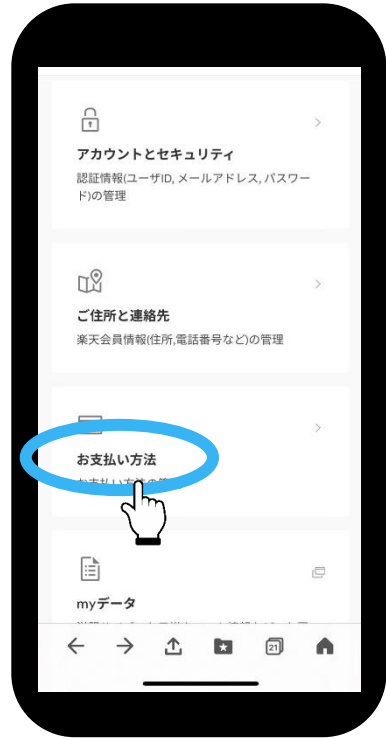 アカウントとセキュリティ
認証情報(ユーザID, メールアドレス, パスワー
ド)の管理
ご住所と連絡先
楽天会員情報(住所,電話番号など)の管理
お支払い方法
myデータ
21